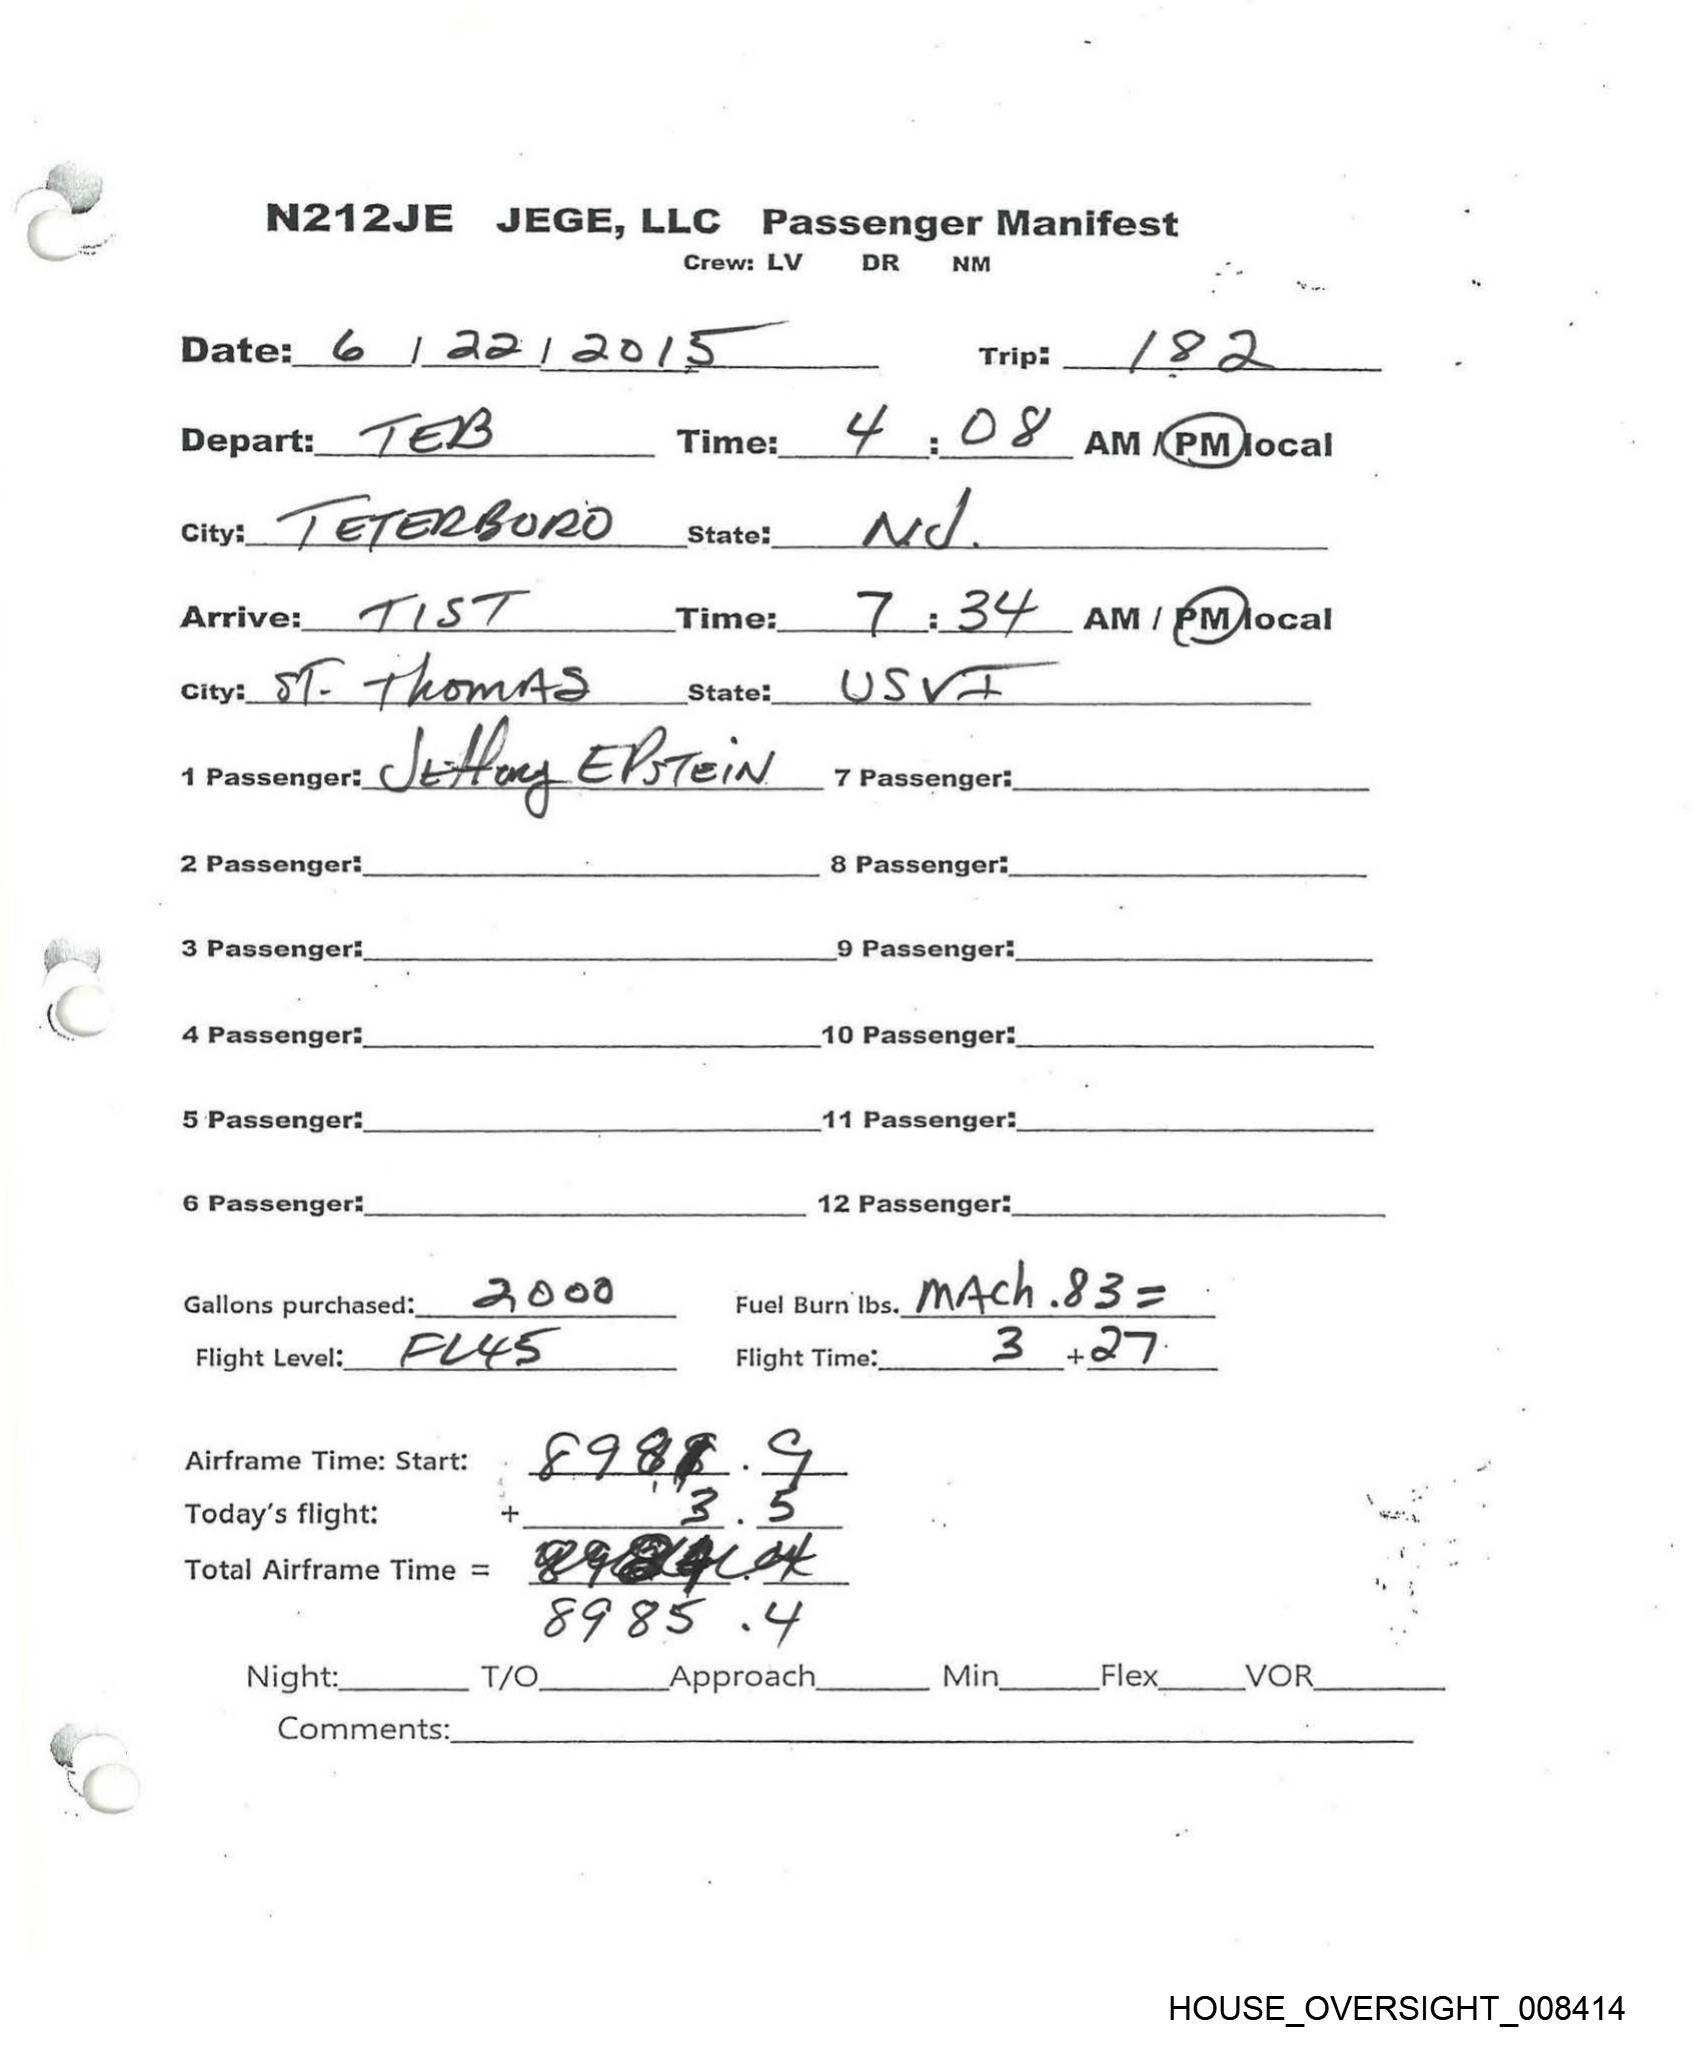 N212JE JEGE, LLC Passenger Manifest
Crew: LV DR NM
Date: 6 / 22 / 2015 Trip: 182
Depart: TEB Time: 4 : 08 AM / PM local
City: TETERBORO State: NJ.
Arrive: TIST Time: 7 : 34 AM / PM local
City: ST. ThomAS State: USVI
1 Passenger: JEffrey EPSTEIN 7 Passenger:
2 Passenger: 8 Passenger:
3 Passenger: 9 Passenger:
4 Passenger: 10 Passenger:
5 Passenger: 11 Passenger:
6 Passenger: 12 Passenger:
Gallons purchased: 2000 Fuel Burn lbs. MAch .83 =
Flight Level: FL45 Flight Time: 3 + 27
Airframe Time: Start: 8981 . 9
Today's flight: + 3 . 5
Total Airframe Time =
8985 .4
Night: T/O Approach Min Flex VOR
Comments:
HOUSE_OVERSIGHT_008414